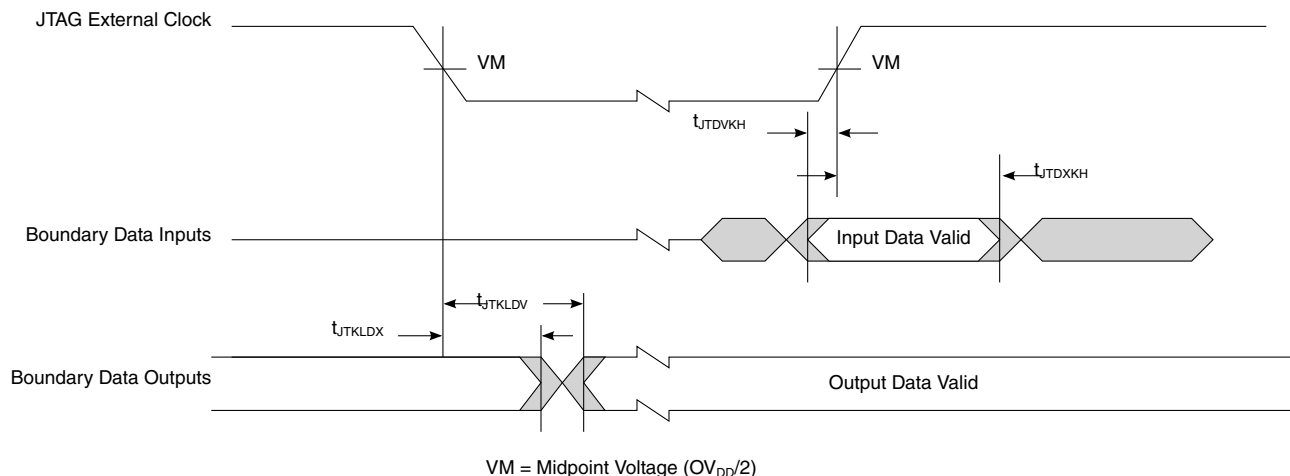 JTAG External Clock
VM
VM
tJTDVKH
tJTDXKH
Boundary Data Inputs
Input Data Valid
tJTKLDV
tJTKLDX
Boundary Data Outputs
Output Data Valid
VM = Midpoint Voltage (OVDD/2)